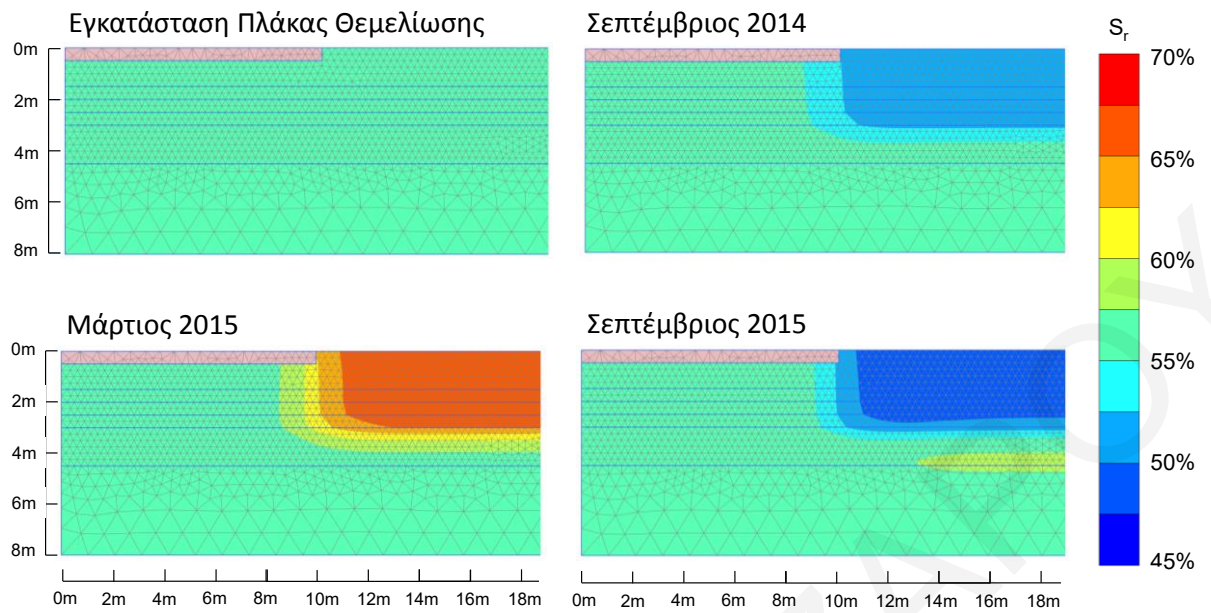 Εγκατάσταση Πλάκας Θεμελίωσης
Σεπτέμβριος 2014
0m
2m
4m
6m
8m
Μάρτιος 2015
Σεπτέμβριος 2015
0m
2m
4m
6m
8m
0m 2m 4m 6m 8m 10m 12m 14m 16m 18m
0m 2m 4m 6m 8m 10m 12m 14m 16m 18m
Sr
70%
65%
60%
55%
50%
45%